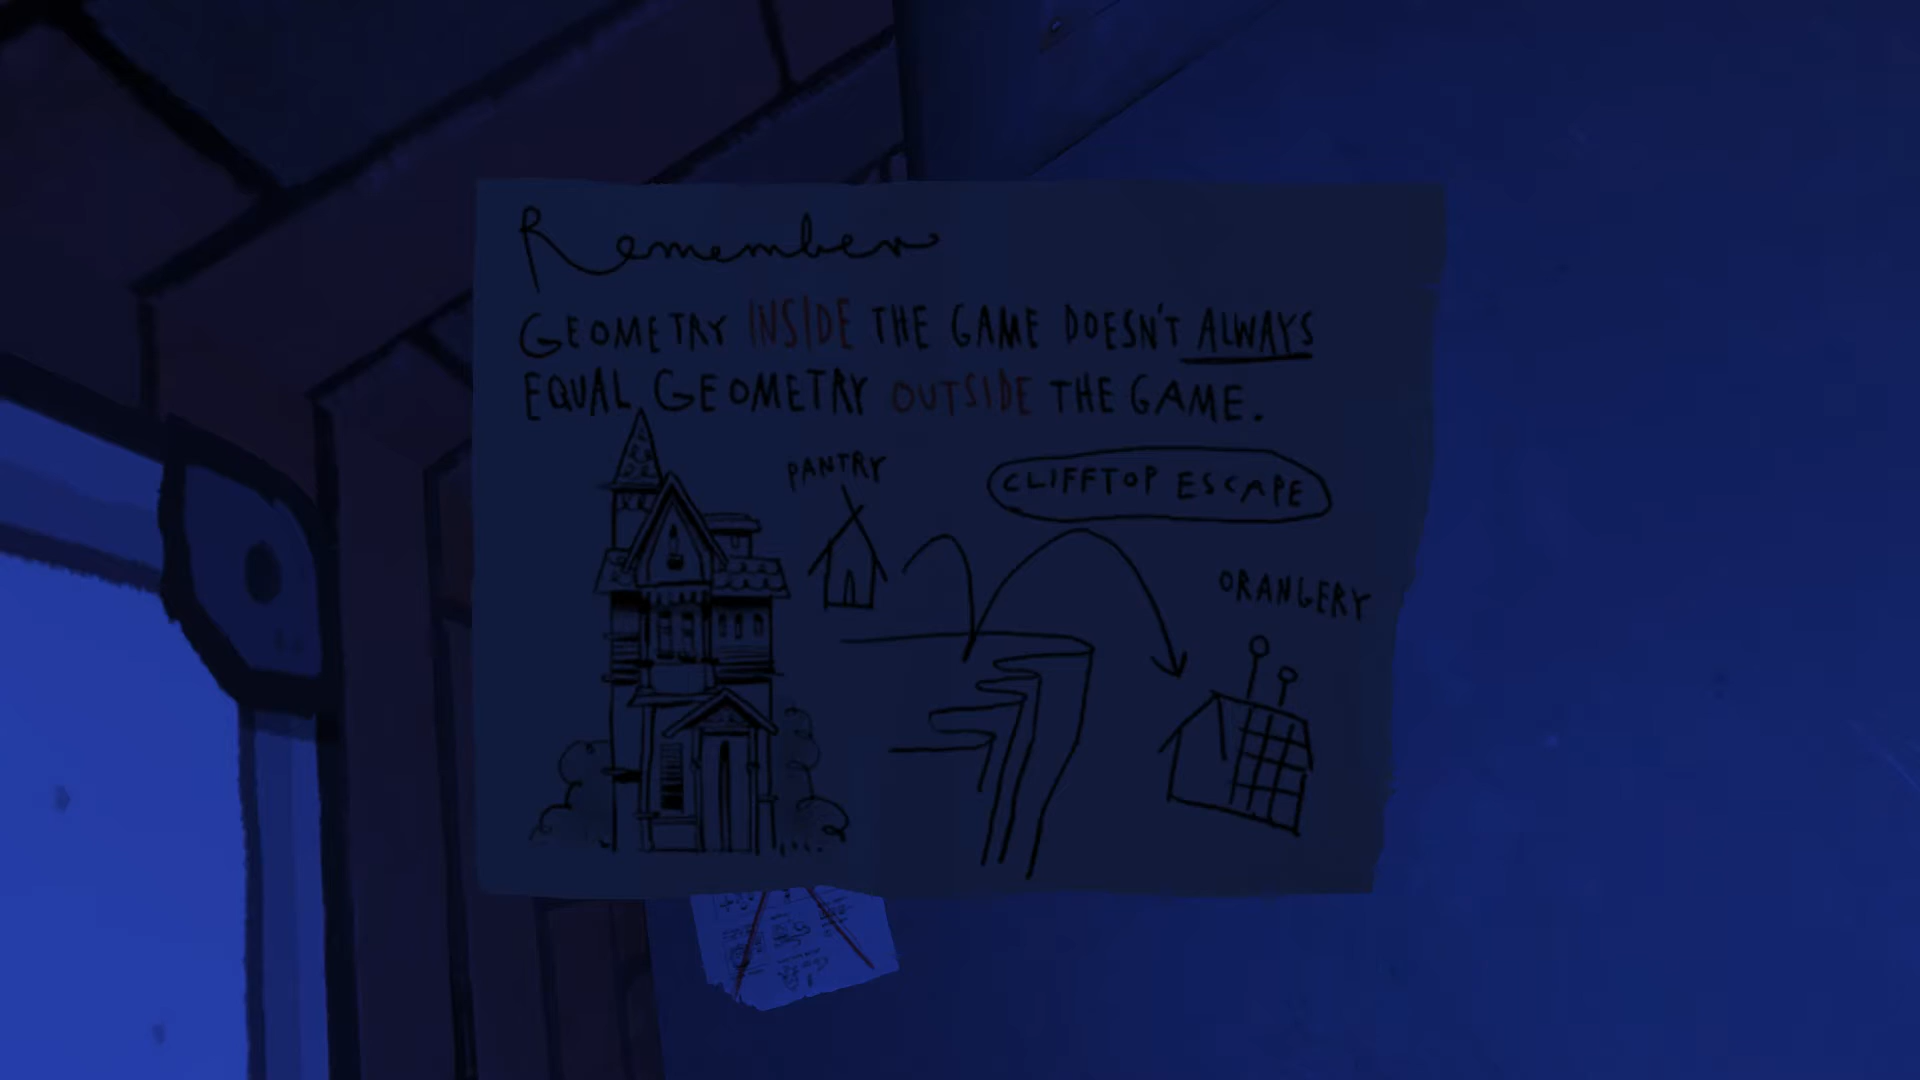 Remember
GEOMETRY INSIDE THE GAME DOESN'T ALWAYS
EQUAL GEOMETRY OUTSIDE THE GAME.
PANTRY
CLIFFTOP ESCAPE
ORANGERY